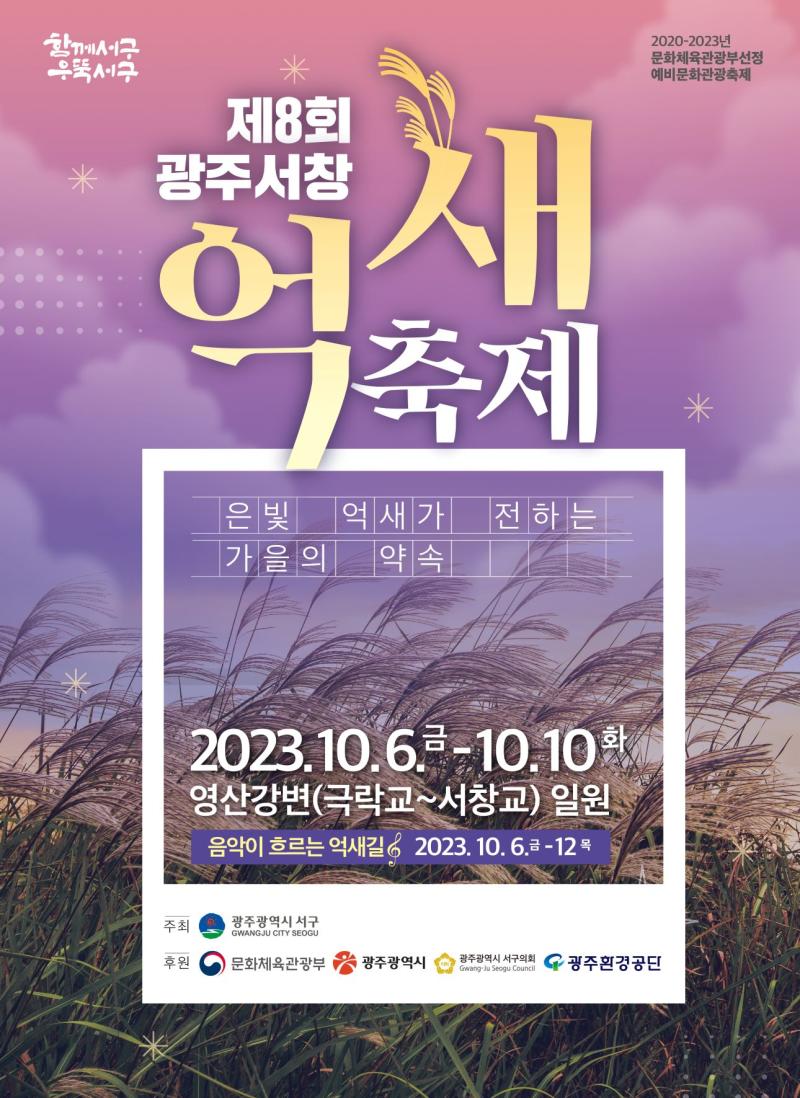 함께서구
우뚝서구
2020-2023년
문화체육관광부선정
예비문화관광축제
제8회
광주서창
억새
축제
은빛 억새가 전하는
가을의 약속
2023. 10. 6.금 - 10. 10 화
영산강변(극락교~서창교) 일원
음악이 흐르는 억새길 2023. 10. 6.금 - 12 목
주최 광주광역시 서구
GWANGJU CITY SEOGU
후원 문화체육관광부 광주광역시 광주광역시 서구의회 광주환경공단
Gwang-Ju Seogu Council